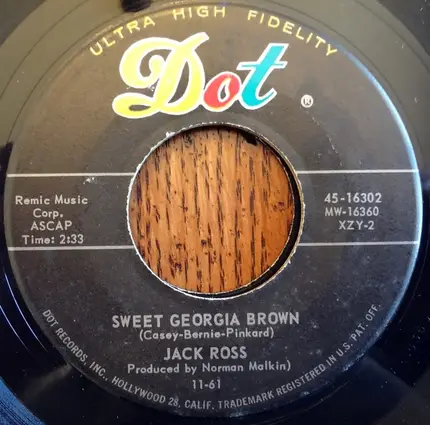 ULTRA HIGH FIDELITY
Dot
®
Remic Music
Corp.
ASCAP
Time: 2:33
45-16302
MW-16360
XZY-2
SWEET GEORGIA BROWN
(Casey-Bernie-Pinkard)
JACK ROSS
Produced by Norman Malkin)
11-61
DOT RECORDS, INC., HOLLYWOOD 28, CALIF. TRADEMARK REGISTERED IN U.S. PAT. OFF.